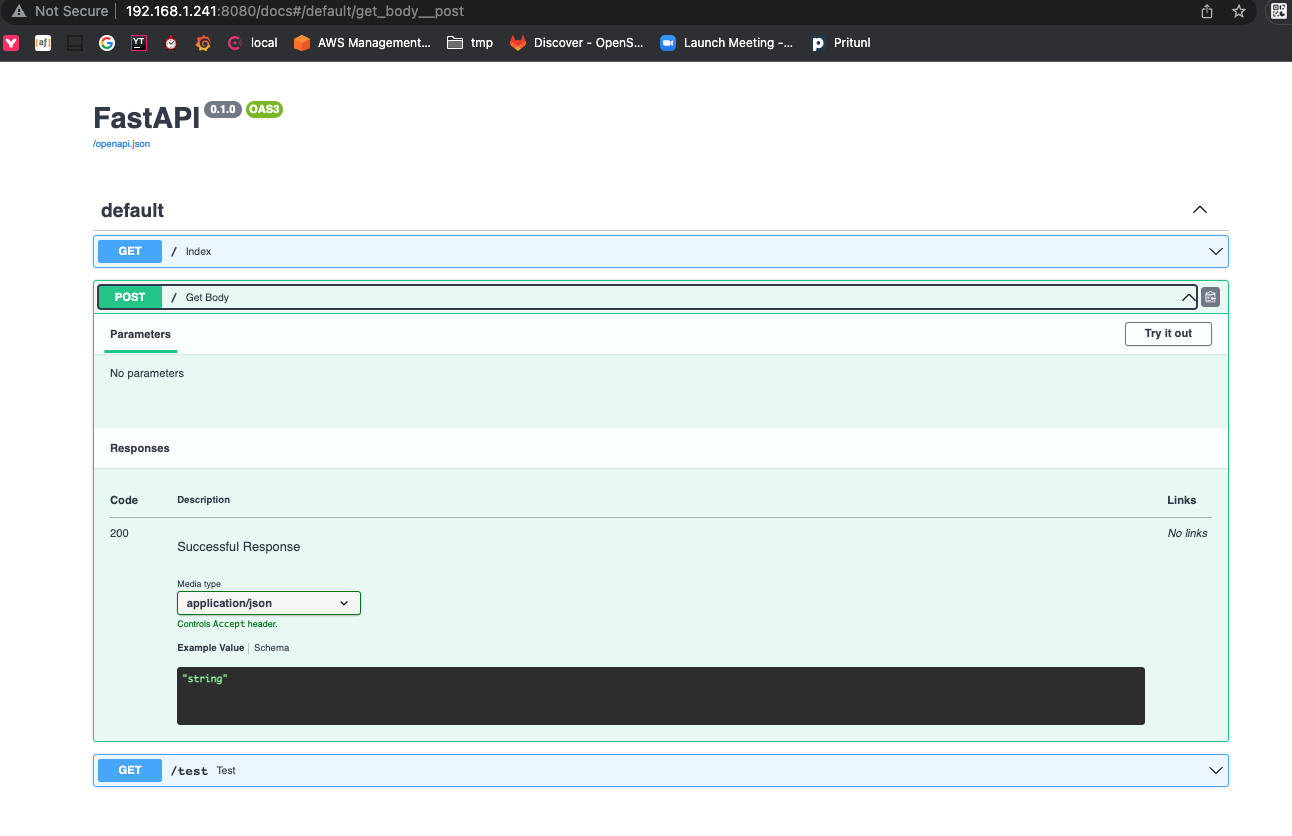 Not Secure 192.168.1.241:8080/docs#/default/get_body__post
Y [af] G YT local AWS Management... tmp Discover - OpenS... Launch Meeting -... p Pritunl
FastAPI 0.1.0 OAS3
/openapi.json
default
GET / Index
POST / Get Body
Parameters Try it out
No parameters
Responses
Code Description Links
200 No links
Successful Response
Media type
application/json
Controls Accept header.
Example Value Schema
"string"
GET /test Test